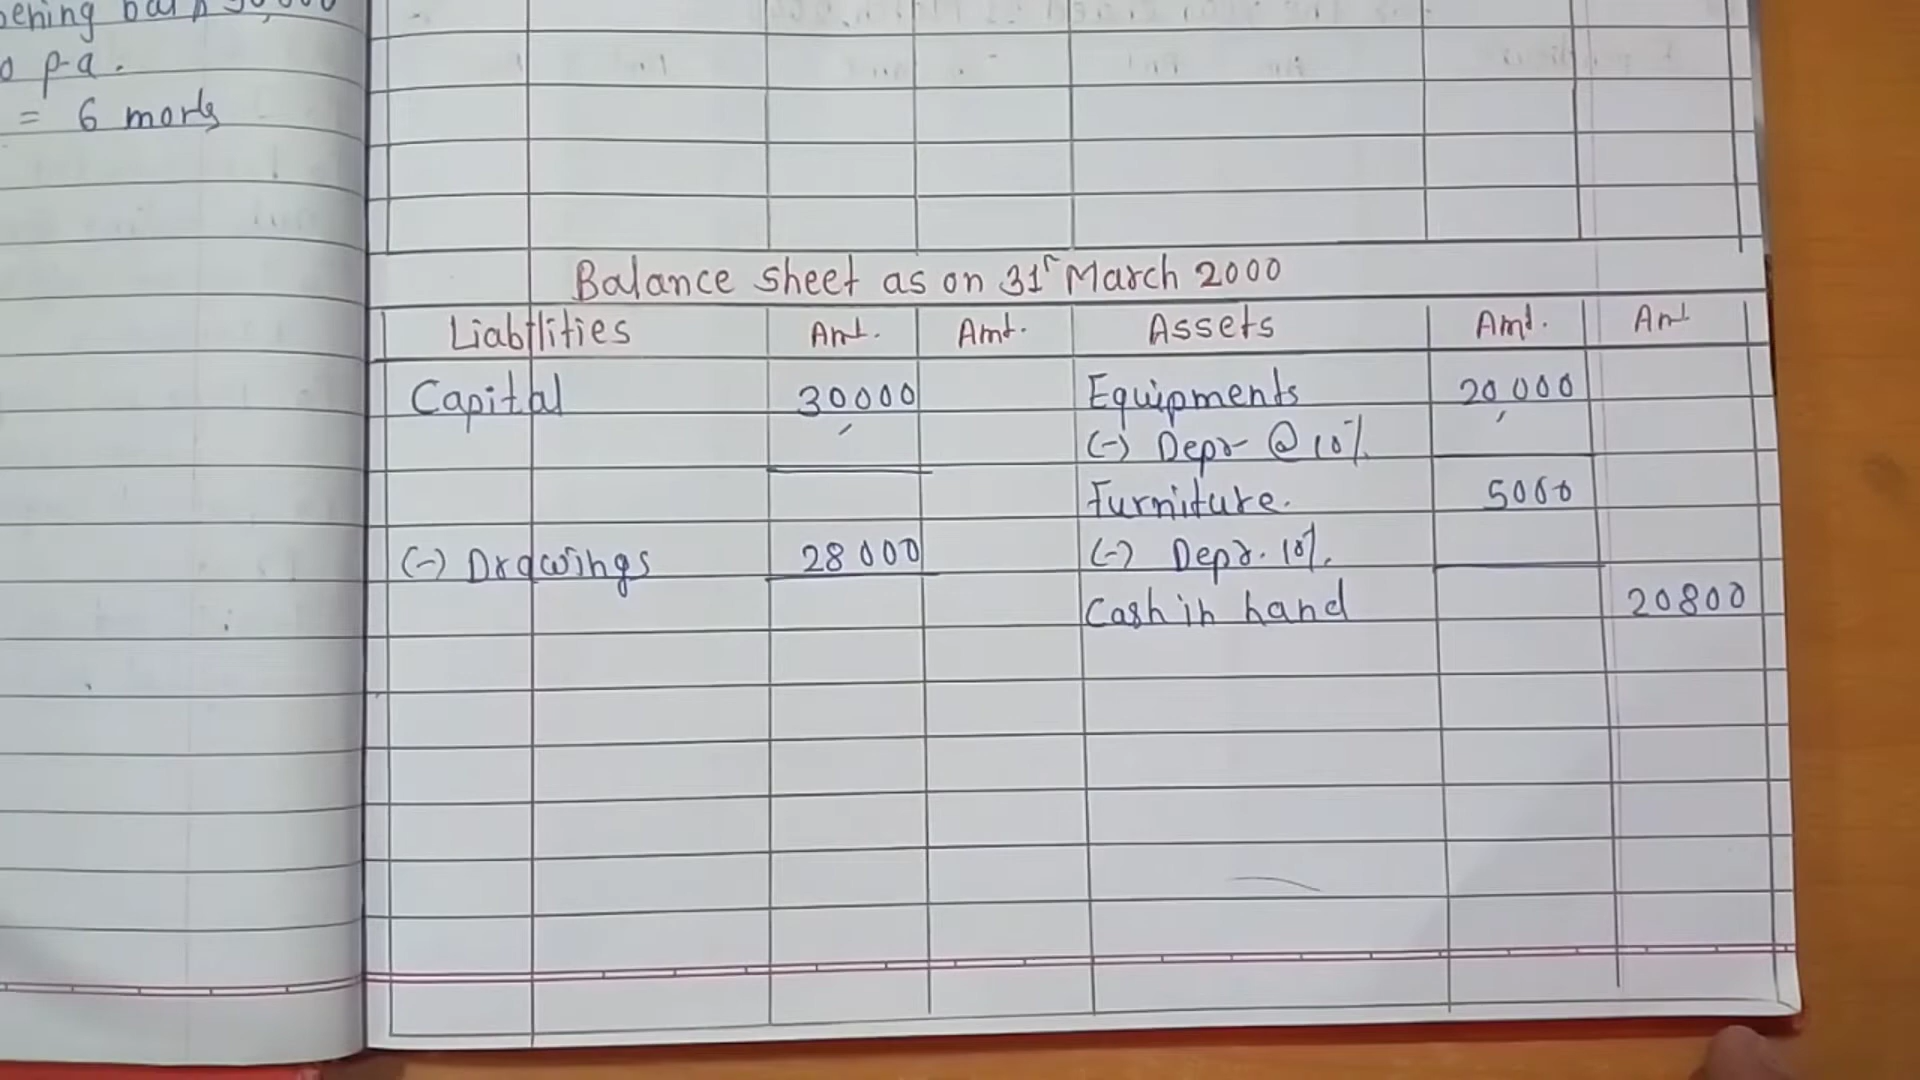 = 6 marks
p-a.
Balance sheet as on 31st March 2000
Liabilities Amt. Amt. Assets Amt. Amt
Capital 30000 Equipments 20,000
(-) Depr @ 10%
Furniture. 5000
(-) Drawings 28000 (-) Depr. 10%.
Cash in hand 20800